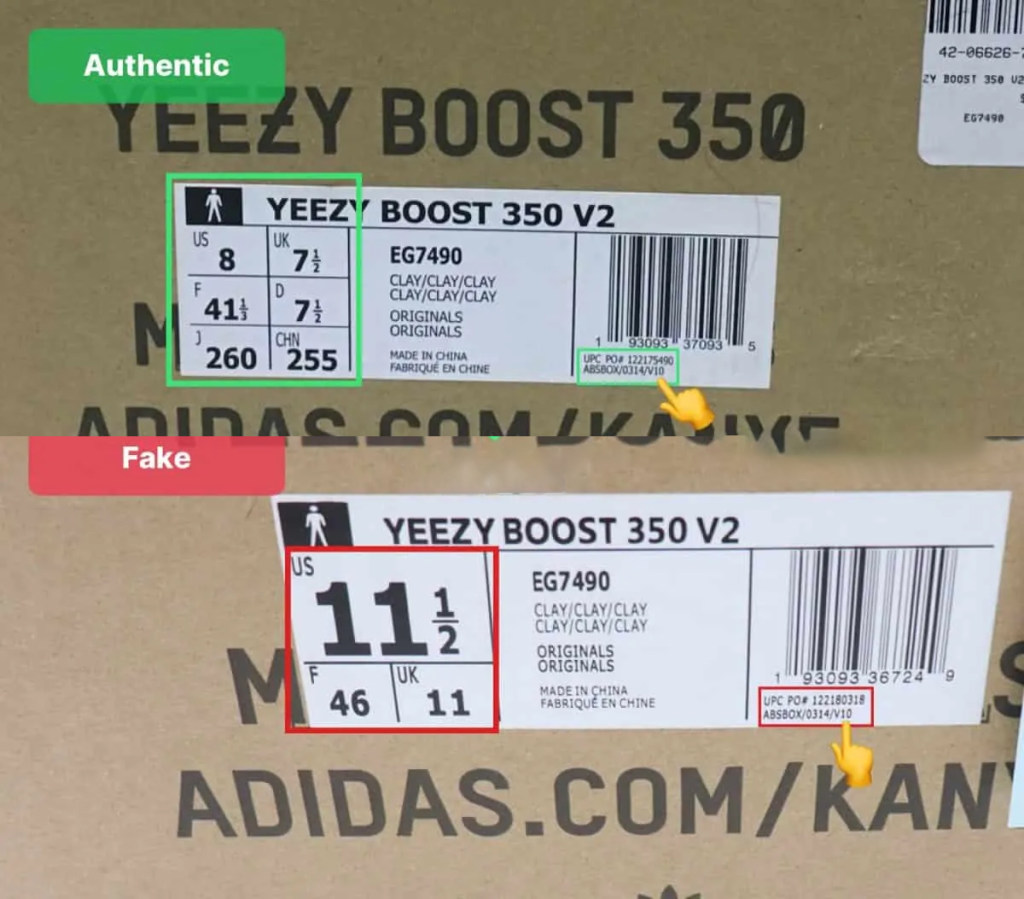 Authentic
42-06626-
ZY BOOST 350 V2
EG7490
YEEZY BOOST 350
YEEZY BOOST 350 V2
US 8 UK 7½
F 41⅓ D 7½
J 260 CHN 255
EG7490
CLAY/CLAY/CLAY
CLAY/CLAY/CLAY
ORIGINALS
ORIGINALS
MADE IN CHINA
FABRIQUÉ EN CHINE
1 93093 37093 5
UPC PO# 122175490
ABSBOX/0314/V10
M
ADIDAS.COM/KANYE
Fake
YEEZY BOOST 350 V2
US
11½
F 46 UK 11
EG7490
CLAY/CLAY/CLAY
CLAY/CLAY/CLAY
ORIGINALS
ORIGINALS
MADE IN CHINA
FABRIQUÉ EN CHINE
1 93093 36724 9
UPC PO# 122180318
ABSBOX/0314/V10
M S
ADIDAS.COM/KAN